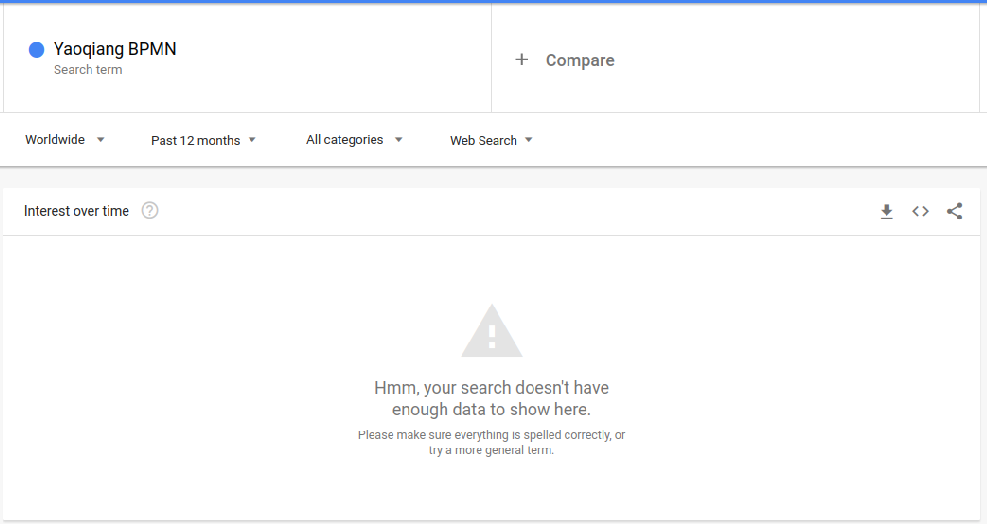 Yaoqiang BPMN
Search term
+ Compare
Worldwide
Past 12 months
All categories
Web Search
Interest over time
Hmm, your search doesn't have
enough data to show here.
Please make sure everything is spelled correctly, or
try a more general term.